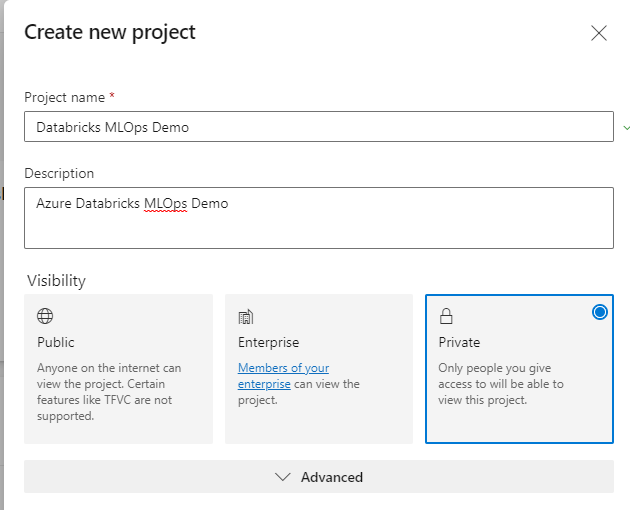 Create new project
Project name *
Databricks MLOps Demo
Description
Azure Databricks MLOps Demo
Visibility
Public
Anyone on the internet can
view the project. Certain
features like TFVC are not
supported.
Enterprise
Members of your
enterprise can view the
project.
Private
Only people you give
access to will be able to
view this project.
Advanced